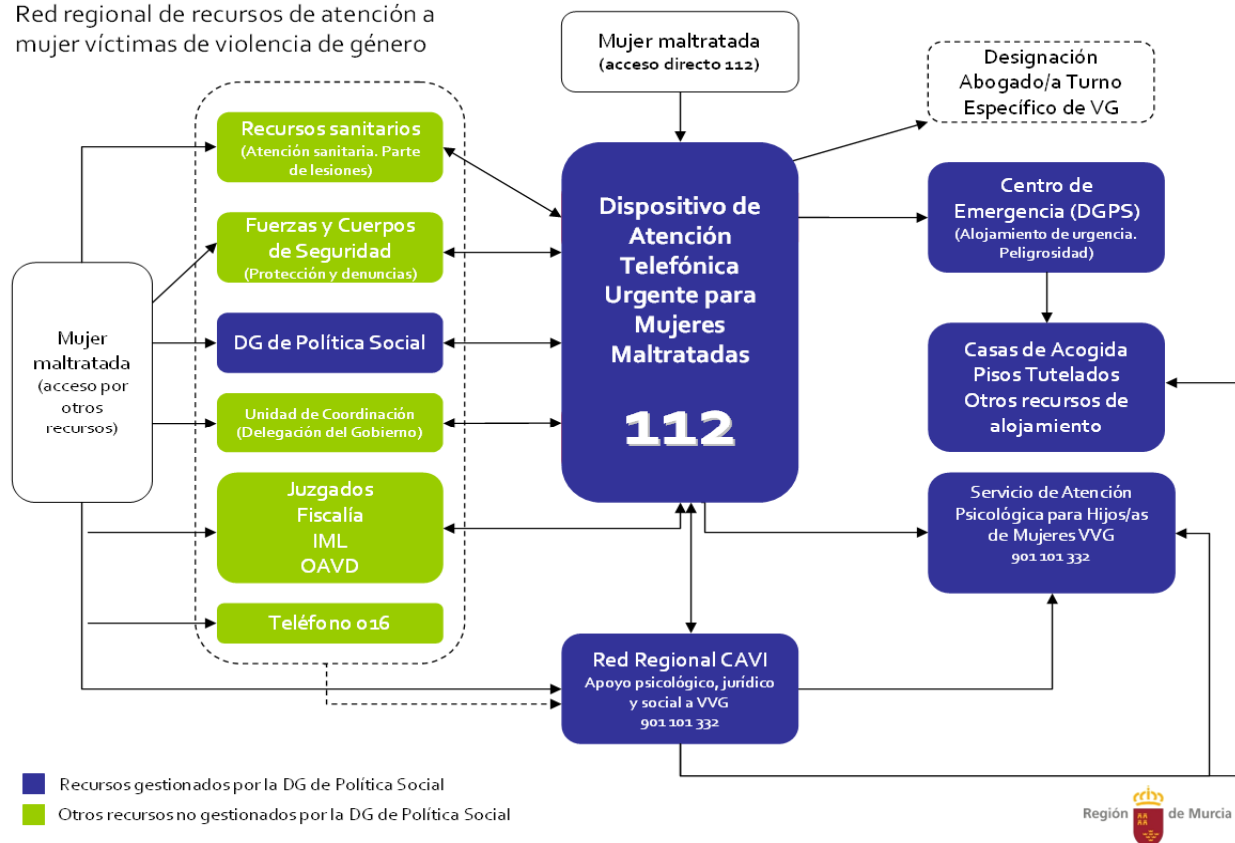 Red regional de recursos de atención a
mujer víctimas de violencia de género
Mujer maltratada
(acceso directo 112)
Designación
Abogado/a Turno
Específico de VG
Recursos sanitarios
(Atención sanitaria. Parte
de lesiones)
Fuerzas y Cuerpos
de Seguridad
(Protección y denuncias)
DG de Política Social
Unidad de Coordinación
(Delegación del Gobierno)
Juzgados
Fiscalía
IML
OAVD
Teléfono 016
Mujer
maltratada
(acceso por
otros
recursos)
Dispositivo de
Atención
Telefónica
Urgente para
Mujeres
Maltratadas
112
Centro de
Emergencia (DGPS)
(Alojamiento de urgencia.
Peligrosidad)
Casas de Acogida
Pisos Tutelados
Otros recursos de
alojamiento
Servicio de Atención
Psicológica para Hijos/as
de Mujeres VVG
901 101 332
Red Regional CAVI
Apoyo psicológico, jurídico
y social a VVG
901 101 332
Recursos gestionados por la DG de Política Social
Otros recursos no gestionados por la DG de Política Social
Región de Murcia